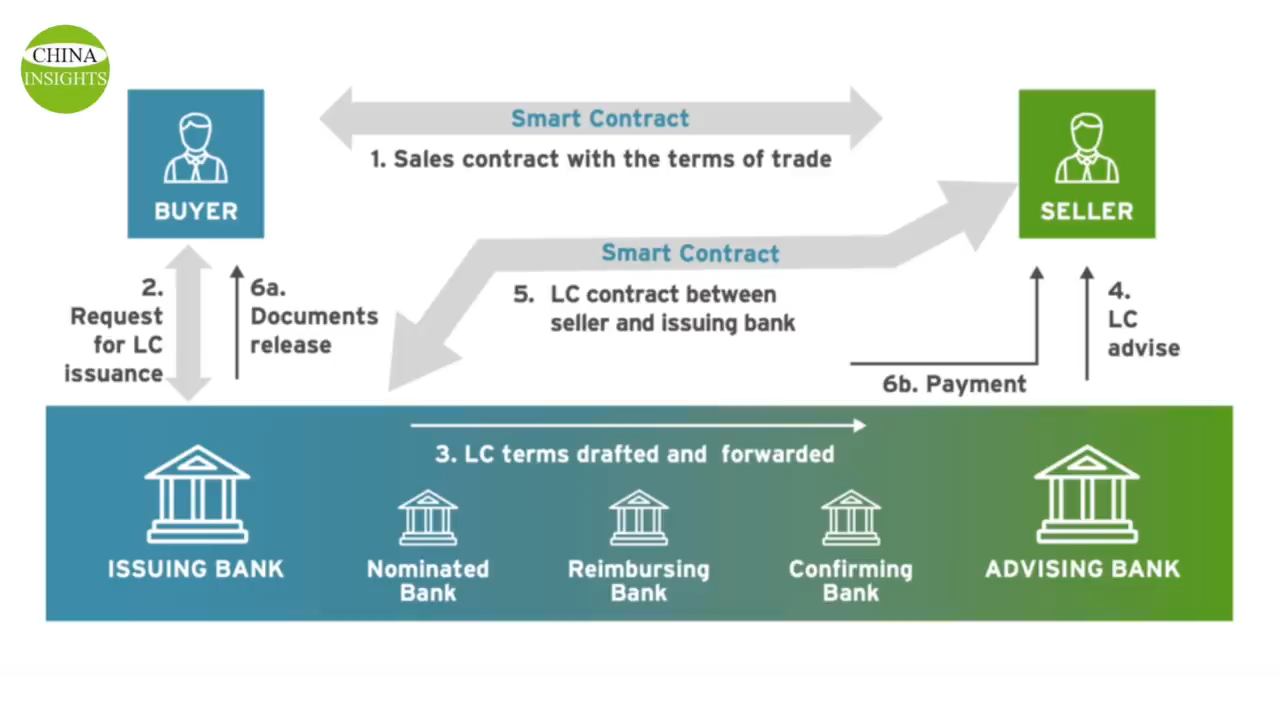 CHINA
INSIGHTS
Smart Contract
1. Sales contract with the terms of trade
BUYER
SELLER
Smart Contract
5. LC contract between
seller and issuing bank
2.
Request
for LC
issuance
6a.
Documents
release
4.
LC
advise
6b. Payment
3. LC terms drafted and forwarded
ISSUING BANK
Nominated
Bank
Reimbursing
Bank
Confirming
Bank
ADVISING BANK